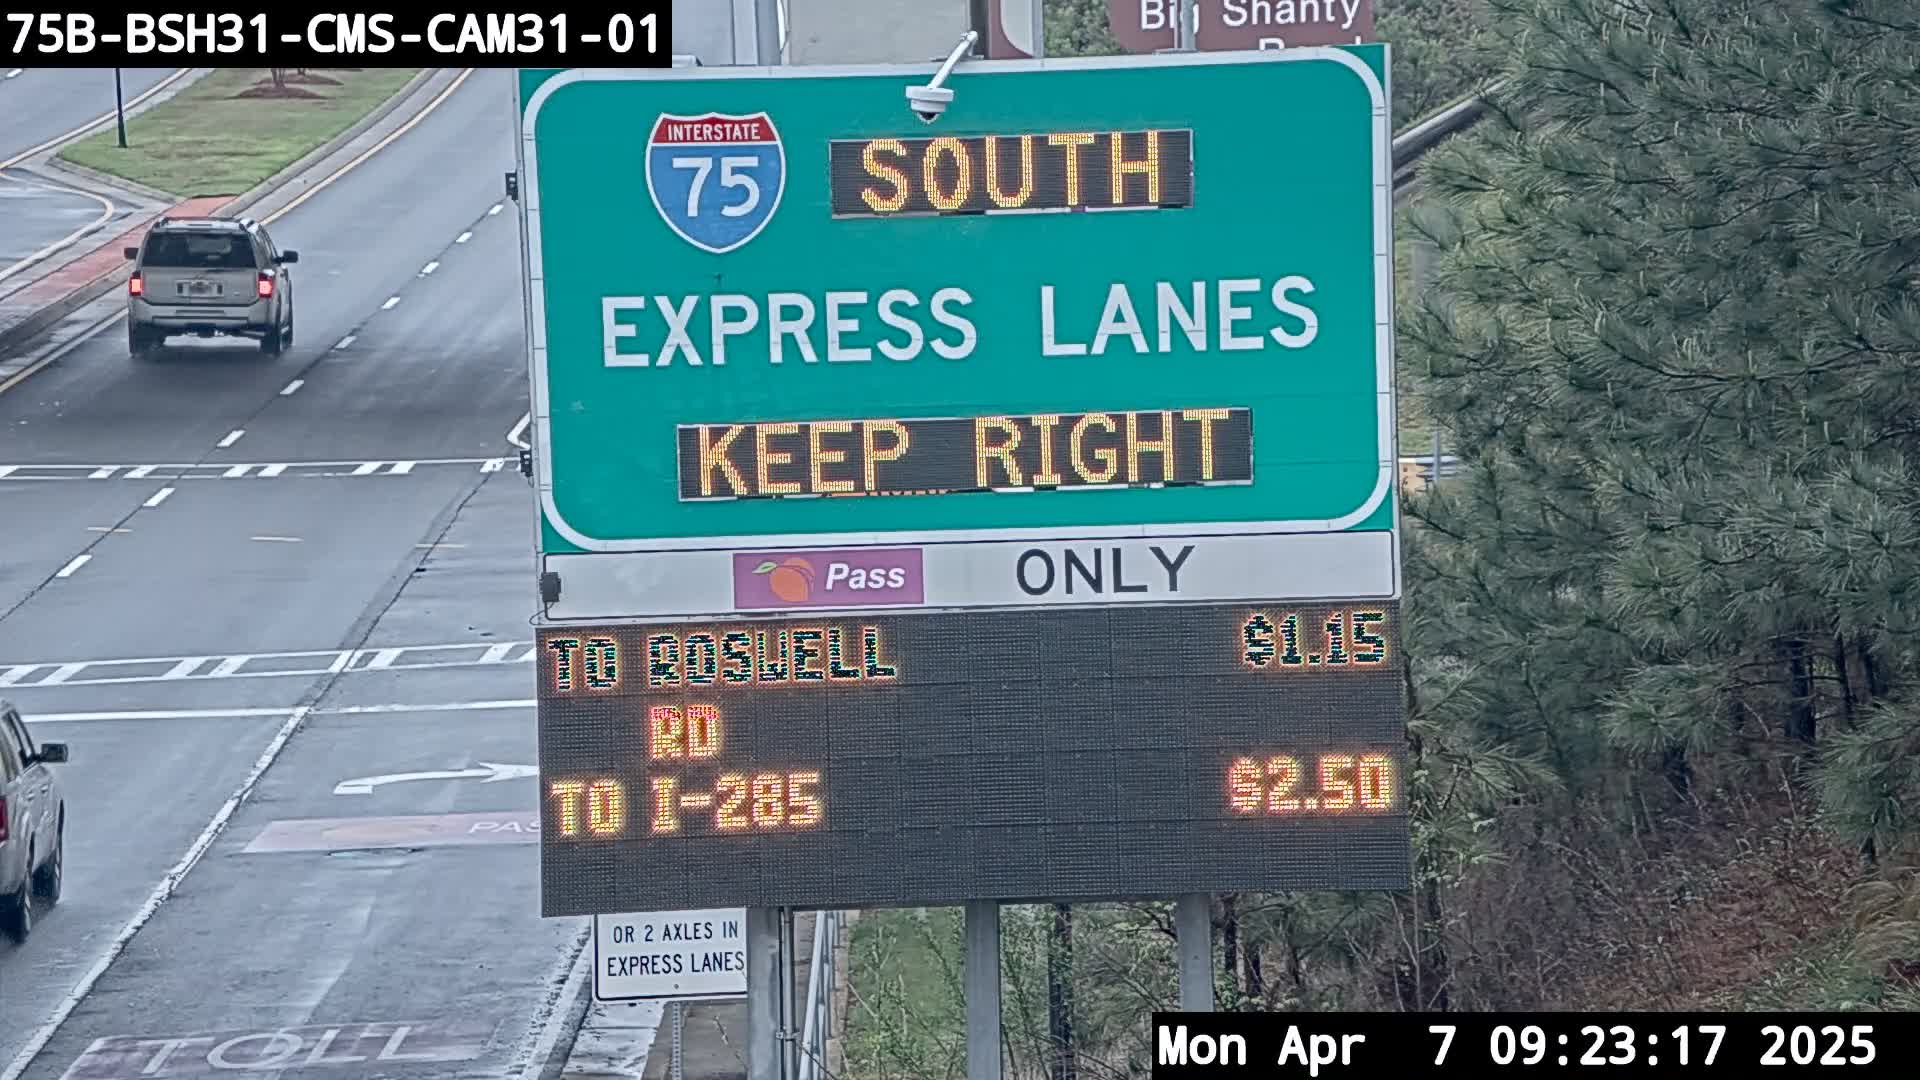 75B-BSH31-CMS-CAM31-01
Big Shanty
INTERSTATE
75
SOUTH
EXPRESS LANES
KEEP RIGHT
Pass ONLY
TO ROSWELL $1.15
RD
TO I-285 $2.50
OR 2 AXLES IN
EXPRESS LANES
TOLL
Mon Apr 7 09:23:17 2025